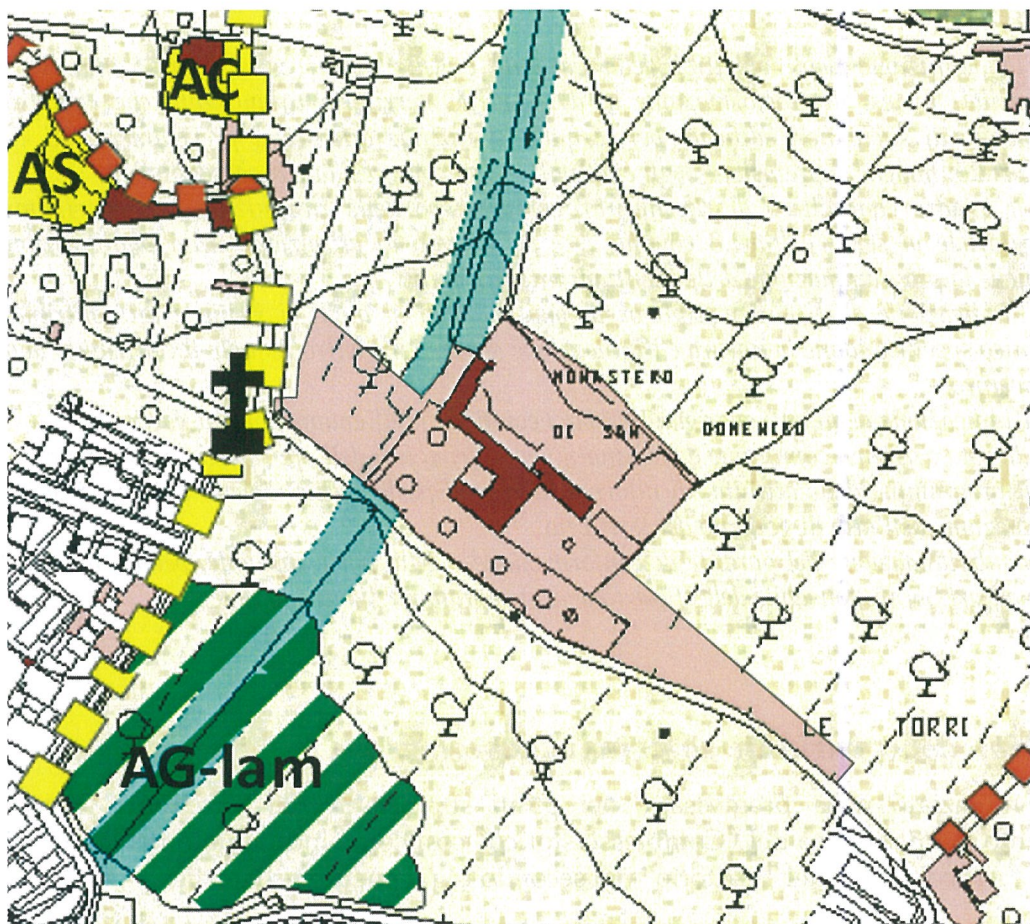 AC
AS
MONASTERO
DI SAN DOMENICO
AG-lam
LE TORRI